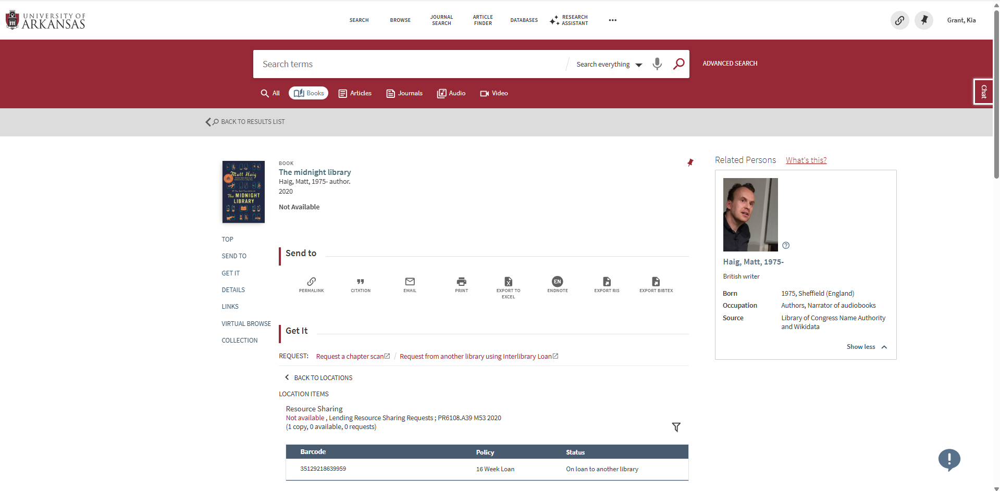 UNIVERSITY OF
ARKANSAS
SEARCH
BROWSE
JOURNAL
SEARCH
ARTICLE
FINDER
DATABASES
RESEARCH
ASSISTANT
Grant, Kia
Search terms
Search everything
ADVANCED SEARCH
All
Books
Articles
Journals
Audio
Video
Chat
BACK TO RESULTS LIST
Matt Haig
The MIDNIGHT
LIBRARY
BOOK
The midnight library
Haig, Matt, 1975- author.
2020
Not Available
TOP
SEND TO
GET IT
DETAILS
LINKS
VIRTUAL BROWSE
COLLECTION
Send to
PERMALINK
CITATION
EMAIL
PRINT
EXPORT TO
EXCEL
EN
ENDNOTE
EXPORT RIS
EXPORT BIBTEX
Get It
REQUEST: Request a chapter scan / Request from another library using Interlibrary Loan
BACK TO LOCATIONS
LOCATION ITEMS
Resource Sharing
Not available , Lending Resource Sharing Requests ; PR6108.A39 M53 2020
(1 copy, 0 available, 0 requests)
Barcode Policy Status
35129218639959 16 Week Loan On loan to another library
Related Persons What's this?
Haig, Matt, 1975-
British writer
Born 1975, Sheffield (England)
Occupation Authors, Narrator of audiobooks
Source Library of Congress Name Authority
and Wikidata
Show less